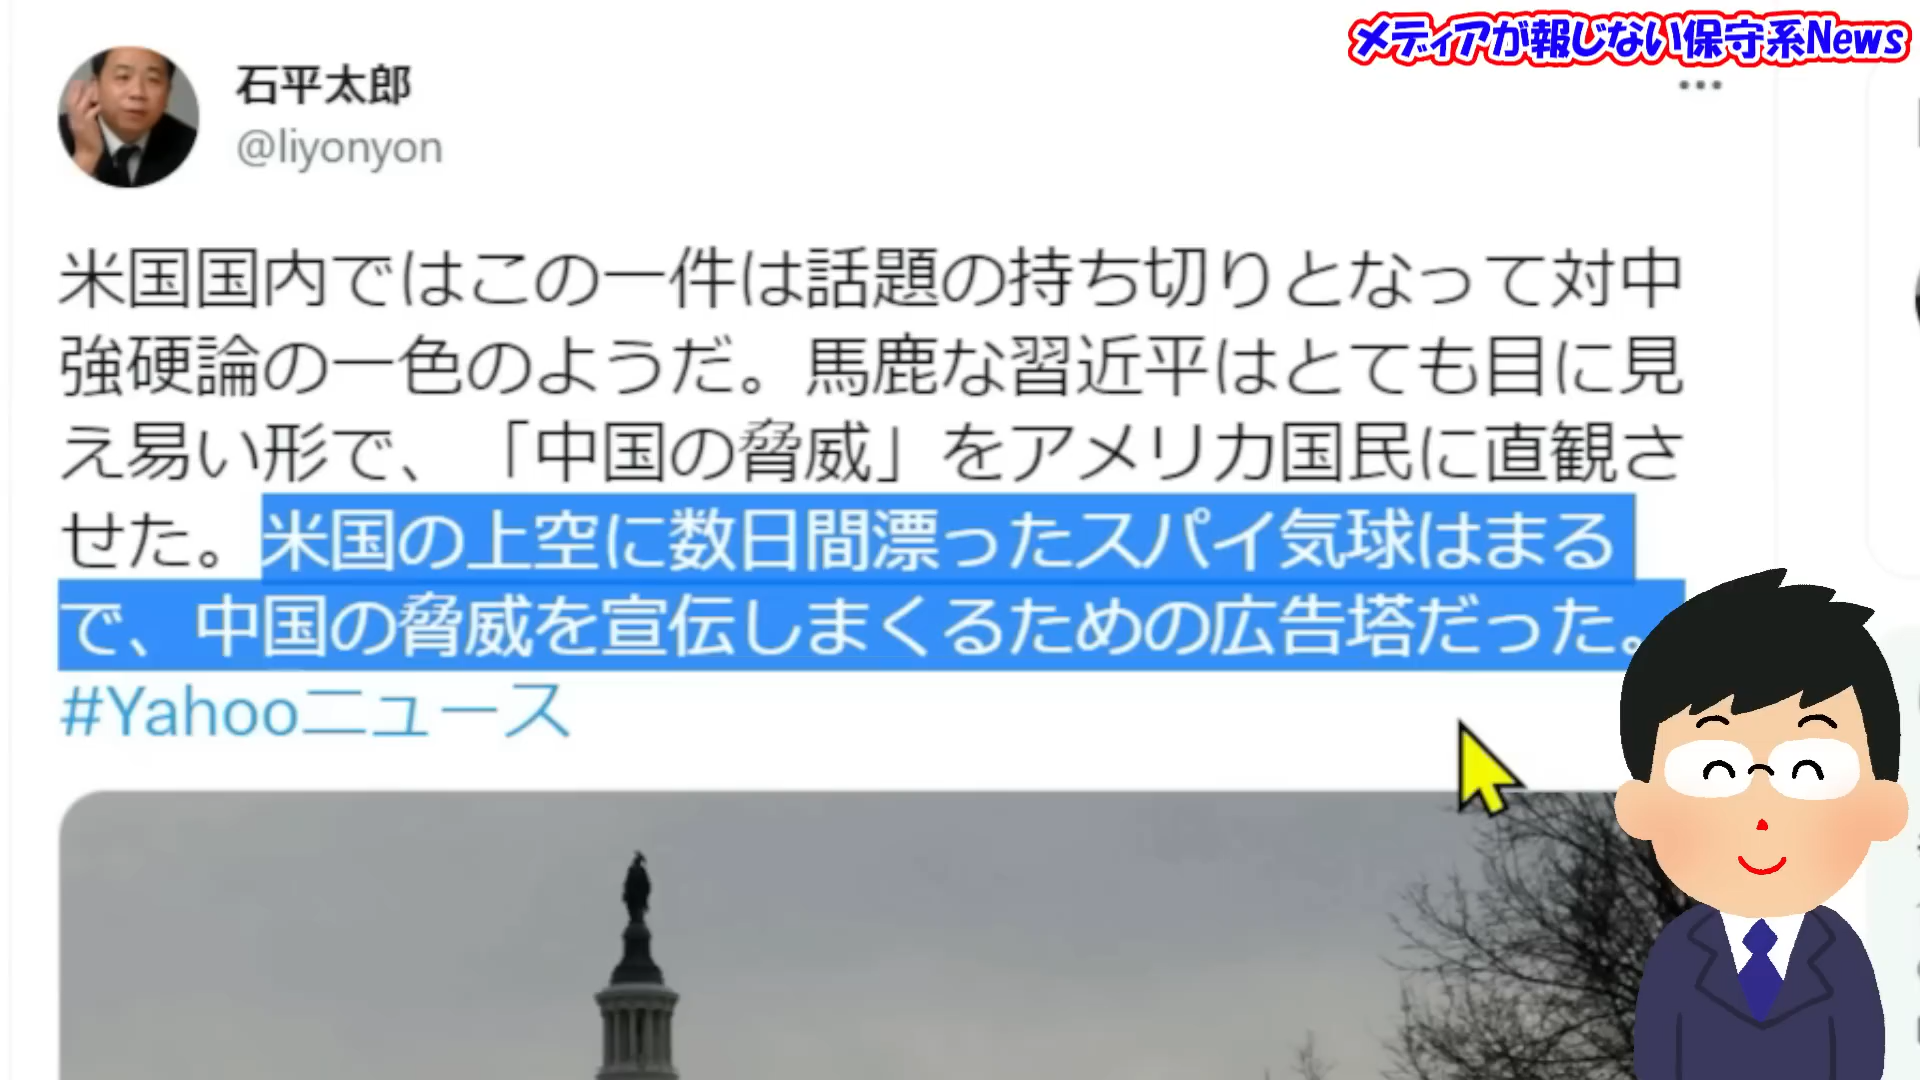 メディアが報じない保守系News
石平太郎
@liyonyon
米国国内ではこの一件は話題の持ち切りとなって対中
強硬論の一色のようだ。馬鹿な習近平はとても目に見
え易い形で、「中国の脅威」をアメリカ国民に直観さ
せた。米国の上空に数日間漂ったスパイ気球はまる
で、中国の脅威を宣伝しまくるための広告塔だった。
#Yahooニュース